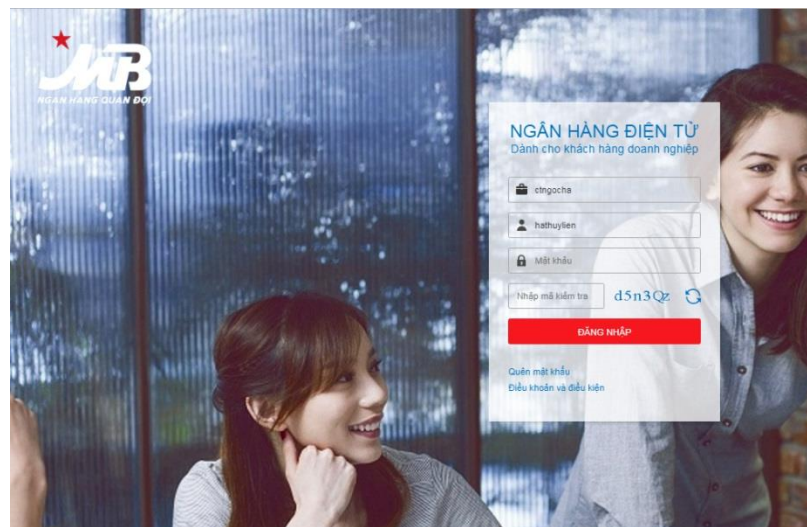 MB
NGÂN HÀNG QUÂN ĐỘI
NGÂN HÀNG ĐIỆN TỬ
Dành cho khách hàng doanh nghiệp
ctngocha
hathuylien
Mật khẩu
Nhập mã kiểm tra d5n3Qz
ĐĂNG NHẬP
Quên mật khẩu
Điều khoản và điều kiện